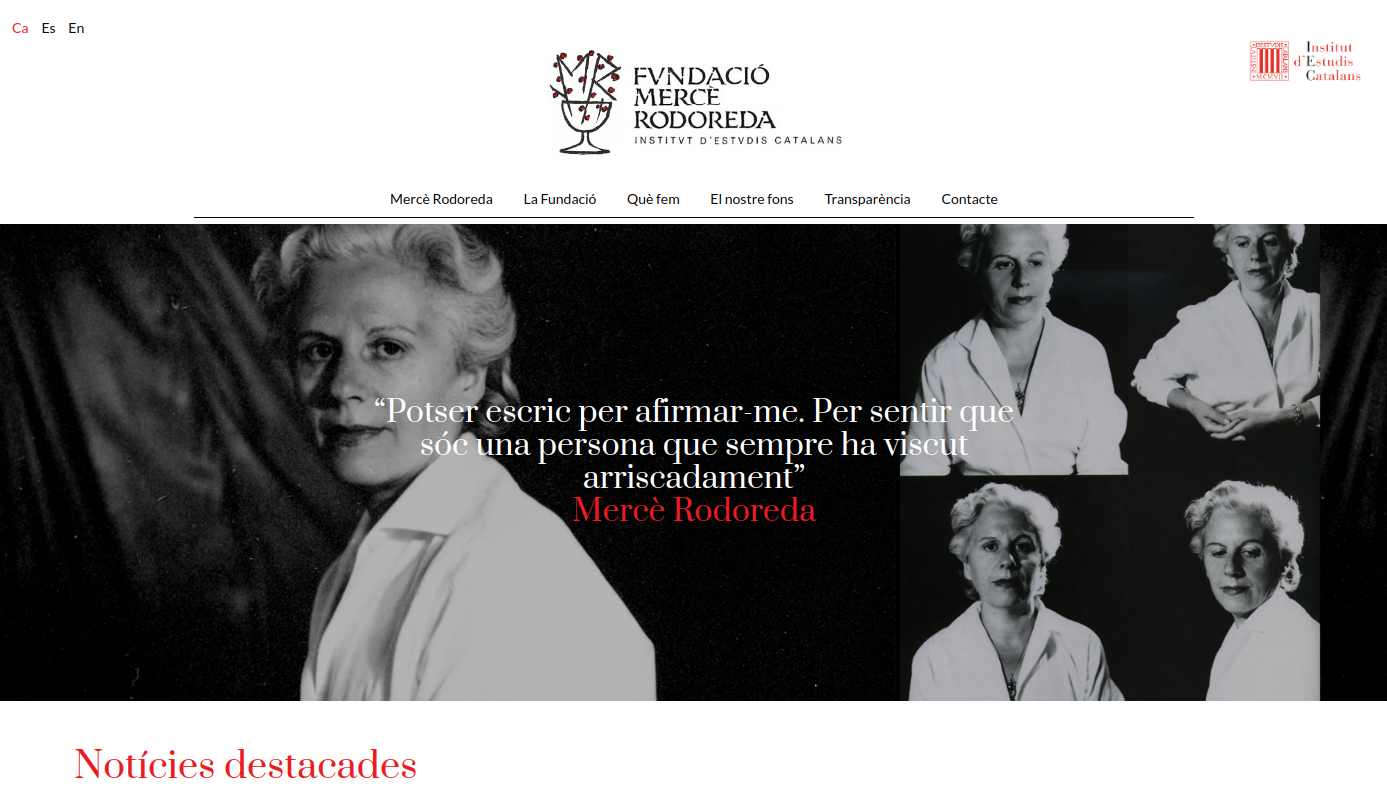 Ca Es En
FVNDACIÓ
MERCÈ
RODOREDA
INSTITVT D'ESTVDIS CATALANS
Institut
d'Estudis
Catalans
Mercè Rodoreda La Fundació Què fem El nostre fons Transparència Contacte
“Potser escric per afirmar-me. Per sentir que
sóc una persona que sempre ha viscut
arriscadament”
Mercè Rodoreda
Notícies destacades